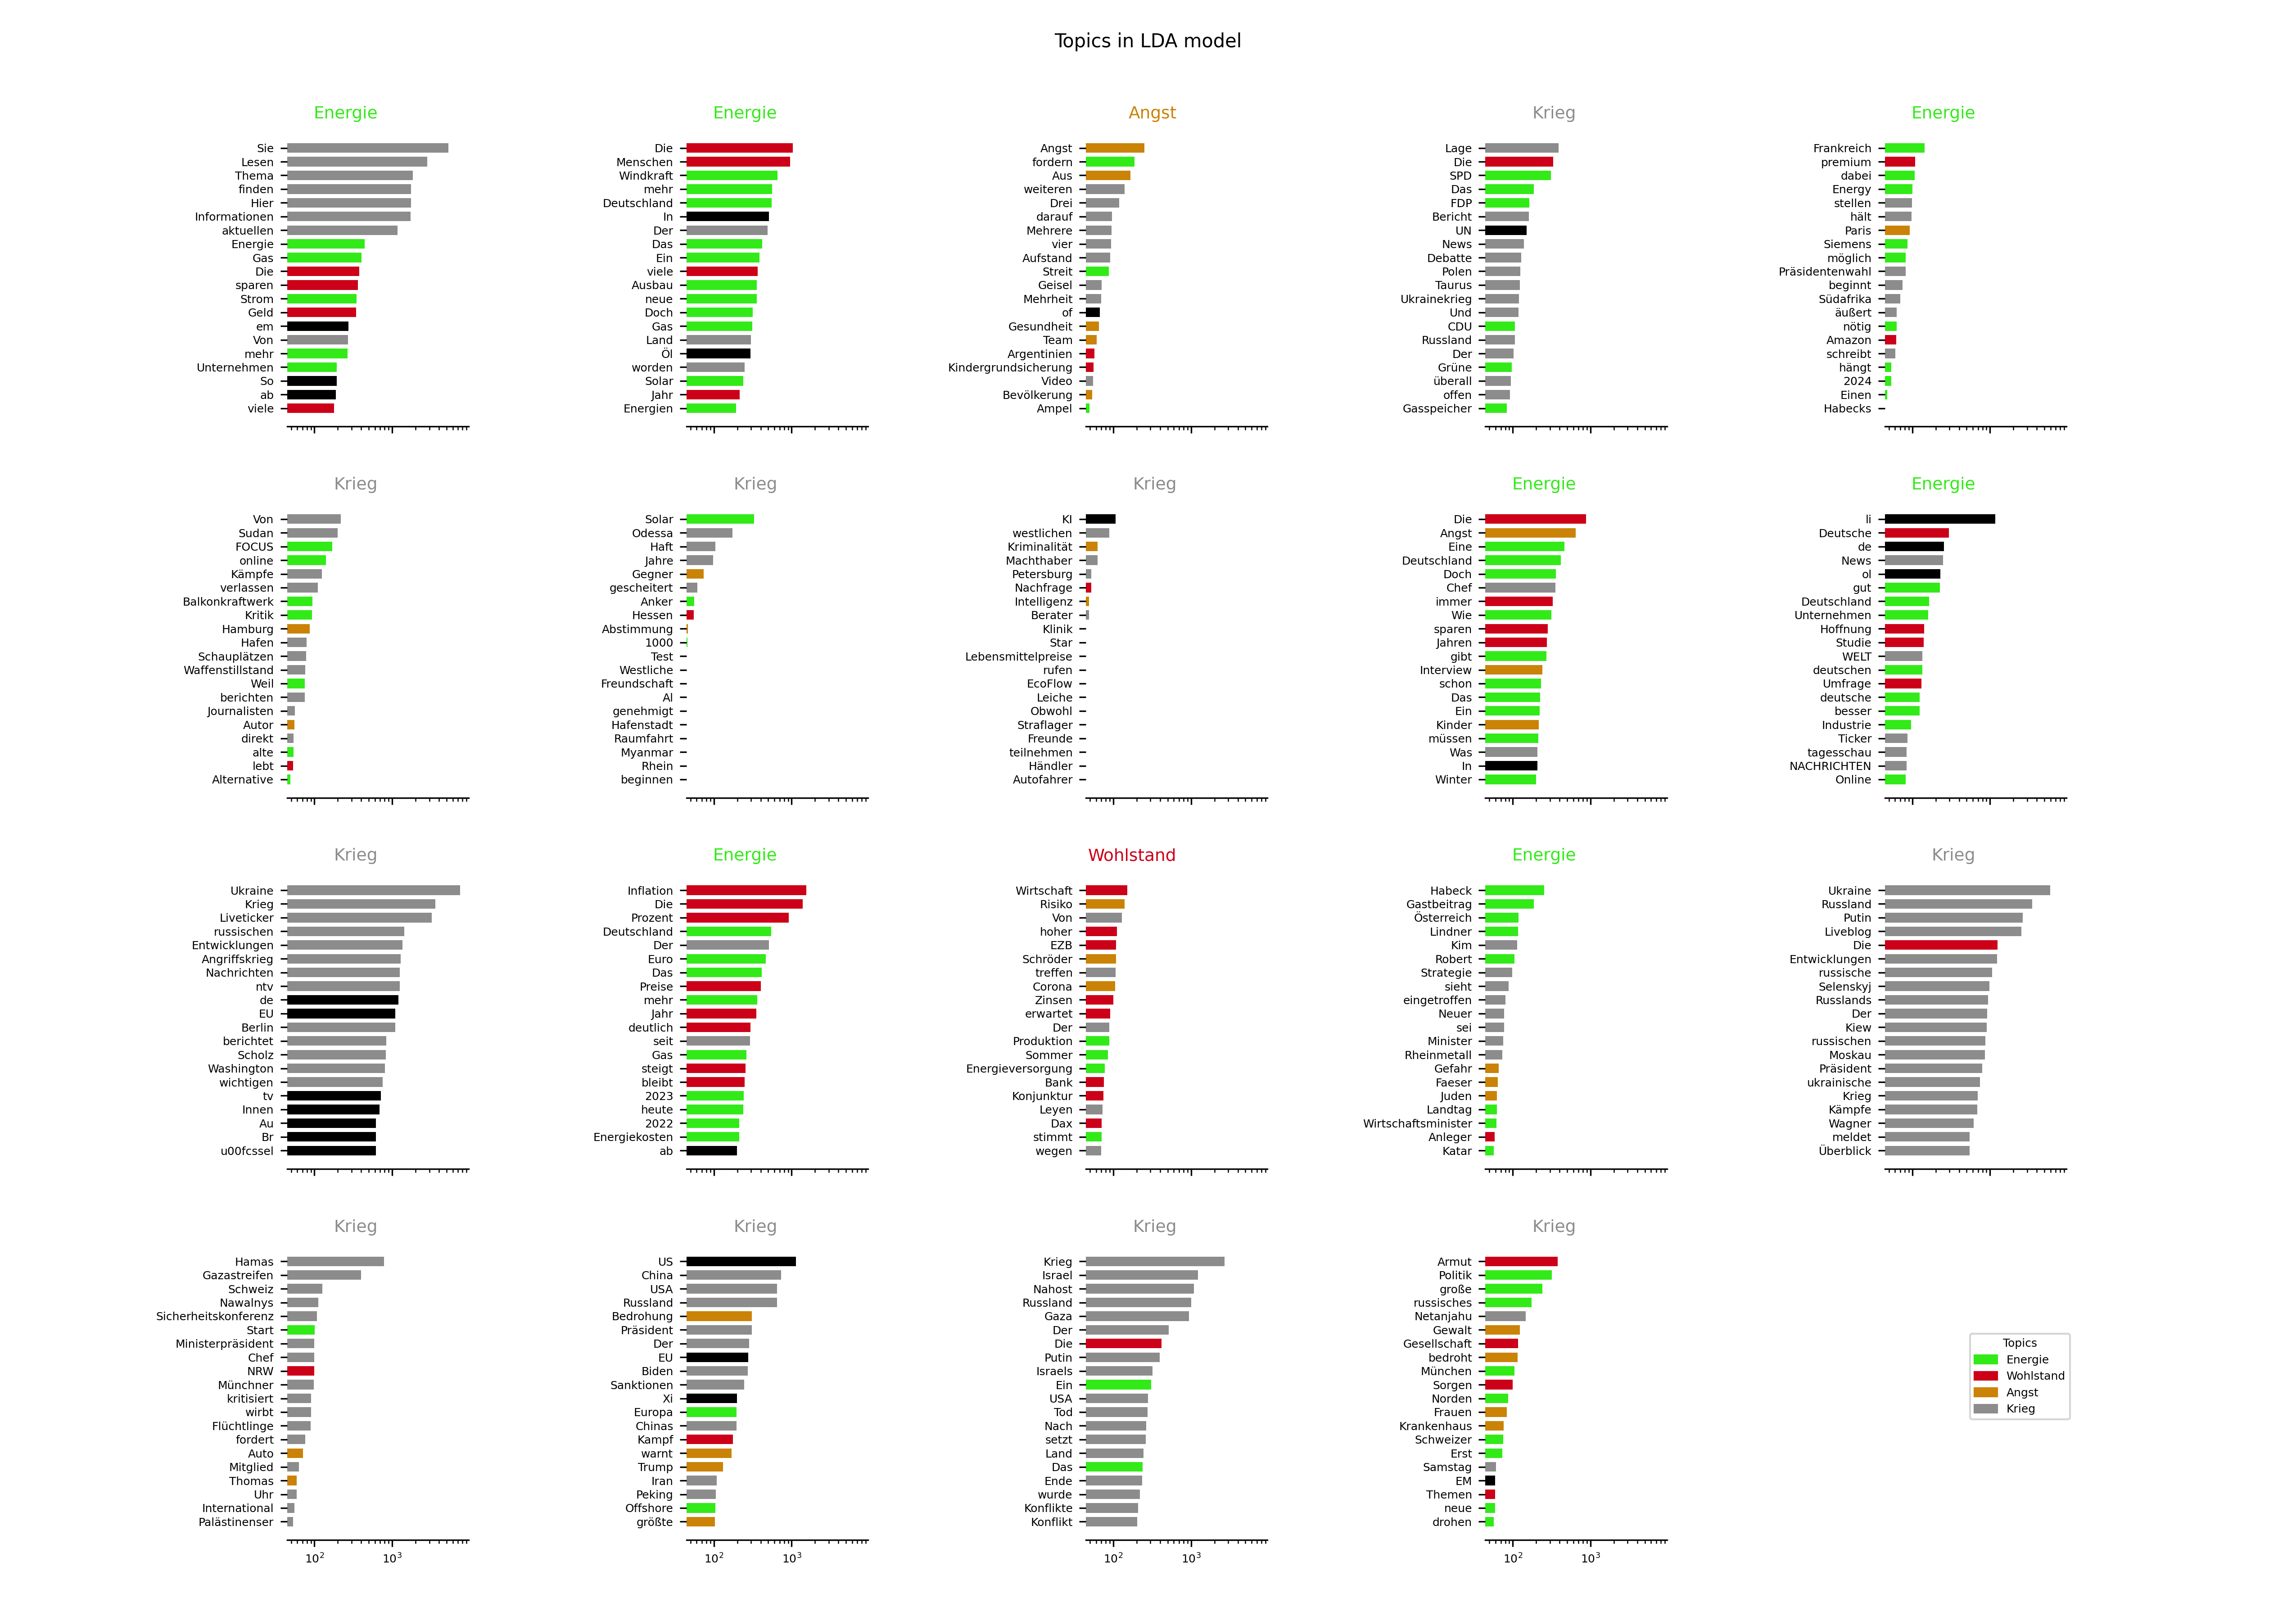 Topics in LDA model
Energie
Sie
Lesen
Thema
finden
Hier
Informationen
aktuellen
Energie
Gas
Die
sparen
Strom
Geld
em
Von
mehr
Unternehmen
So
ab
viele
Energie
Die
Menschen
Windkraft
mehr
Deutschland
In
Der
Das
Ein
viele
Ausbau
neue
Doch
Gas
Land
Öl
worden
Solar
Jahr
Energien
Angst
Angst
fordern
Aus
weiteren
Drei
darauf
Mehrere
vier
Aufstand
Streit
Geisel
Mehrheit
of
Gesundheit
Team
Argentinien
Kindergrundsicherung
Video
Bevölkerung
Ampel
Krieg
Lage
Die
SPD
Das
FDP
Bericht
UN
News
Debatte
Polen
Taurus
Ukrainekrieg
Und
CDU
Russland
Der
Grüne
überall
offen
Gasspeicher
Energie
Frankreich
premium
dabei
Energy
stellen
hält
Paris
Siemens
möglich
Präsidentenwahl
beginnt
Südafrika
äußert
nötig
Amazon
schreibt
hängt
2024
Einen
Habecks
Krieg
Von
Sudan
FOCUS
online
Kämpfe
verlassen
Balkonkraftwerk
Kritik
Hamburg
Hafen
Schauplätzen
Waffenstillstand
Weil
berichten
Journalisten
Autor
direkt
alte
lebt
Alternative
Krieg
Solar
Odessa
Haft
Jahre
Gegner
gescheitert
Anker
Hessen
Abstimmung
1000
Test
Westliche
Freundschaft
Al
genehmigt
Hafenstadt
Raumfahrt
Myanmar
Rhein
beginnen
Krieg
KI
westlichen
Kriminalität
Machthaber
Petersburg
Nachfrage
Intelligenz
Berater
Klinik
Star
Lebensmittelpreise
rufen
EcoFlow
Leiche
Obwohl
Straflager
Freunde
teilnehmen
Händler
Autofahrer
Energie
Die
Angst
Eine
Deutschland
Doch
Chef
immer
Wie
sparen
Jahren
gibt
Interview
schon
Das
Ein
Kinder
müssen
Was
In
Winter
Energie
li
Deutsche
de
News
ol
gut
Deutschland
Unternehmen
Hoffnung
Studie
WELT
deutschen
Umfrage
deutsche
besser
Industrie
Ticker
tagesschau
NACHRICHTEN
Online
Krieg
Ukraine
Krieg
Liveticker
russischen
Entwicklungen
Angriffskrieg
Nachrichten
ntv
de
EU
Berlin
berichtet
Scholz
Washington
wichtigen
tv
Innen
Au
Br
u00fcssel
Energie
Inflation
Die
Prozent
Deutschland
Der
Euro
Das
Preise
mehr
Jahr
deutlich
seit
Gas
steigt
bleibt
2023
heute
2022
Energiekosten
ab
Wohlstand
Wirtschaft
Risiko
Von
hoher
EZB
Schröder
treffen
Corona
Zinsen
erwartet
Der
Produktion
Sommer
Energieversorgung
Bank
Konjunktur
Leyen
Dax
stimmt
wegen
Energie
Habeck
Gastbeitrag
Österreich
Lindner
Kim
Robert
Strategie
sieht
eingetroffen
Neuer
sei
Minister
Rheinmetall
Gefahr
Faeser
Juden
Landtag
Wirtschaftsminister
Anleger
Katar
Krieg
Ukraine
Russland
Putin
Liveblog
Die
Entwicklungen
russische
Selenskyj
Russlands
Der
Kiew
russischen
Moskau
Präsident
ukrainische
Krieg
Kämpfe
Wagner
meldet
Überblick
Krieg
Hamas
Gazastreifen
Schweiz
Nawalnys
Sicherheitskonferenz
Start
Ministerpräsident
Chef
NRW
Münchner
kritisiert
wirbt
Flüchtlinge
fordert
Auto
Mitglied
Thomas
Uhr
International
Palästinenser
10² 10³
Krieg
US
China
USA
Russland
Bedrohung
Präsident
Der
EU
Biden
Sanktionen
Xi
Europa
Chinas
Kampf
warnt
Trump
Iran
Peking
Offshore
größte
10² 10³
Krieg
Krieg
Israel
Nahost
Russland
Gaza
Der
Die
Putin
Israels
Ein
USA
Tod
Nach
setzt
Land
Das
Ende
wurde
Konflikte
Konflikt
10² 10³
Krieg
Armut
Politik
große
russisches
Netanjahu
Gewalt
Gesellschaft
bedroht
München
Sorgen
Norden
Frauen
Krankenhaus
Schweizer
Erst
Samstag
EM
Themen
neue
drohen
10² 10³
Topics
Energie
Wohlstand
Angst
Krieg